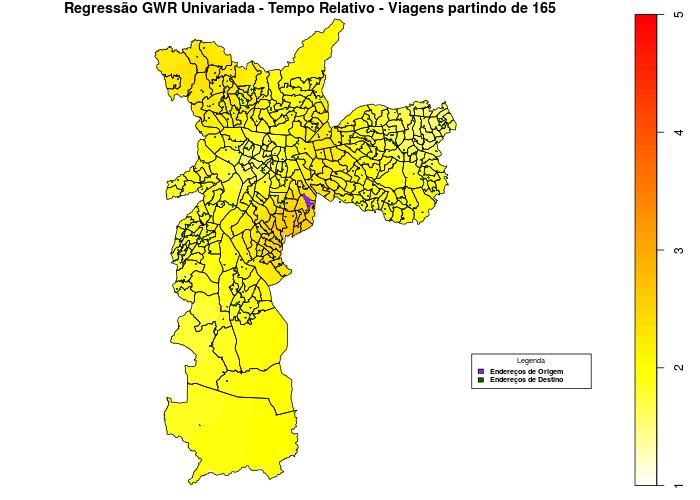 Regressão GWR Univariada - Tempo Relativo - Viagens partindo de 165
5
4
3
2
1
Legenda
Endereços de Origem
Endereços de Destino